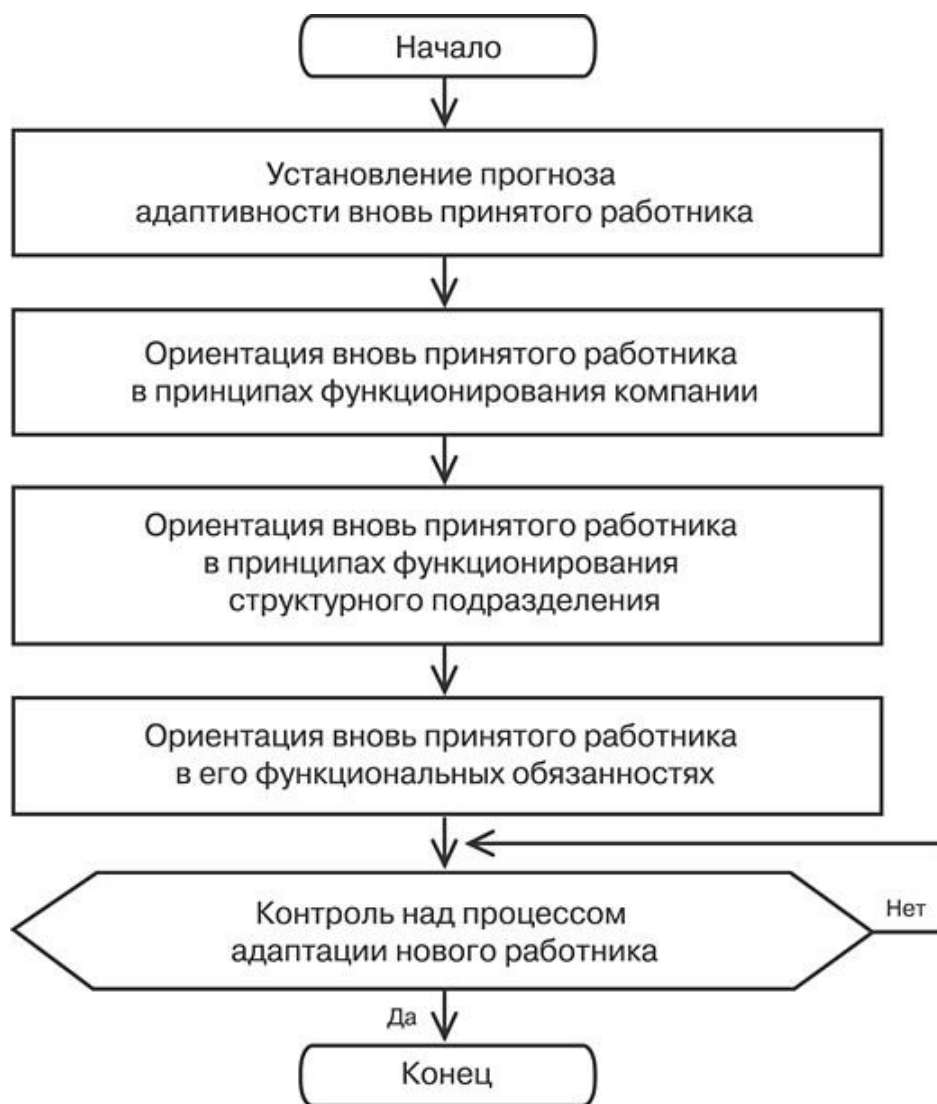 Начало
Установление прогноза
адаптивности вновь принятого работника
Ориентация вновь принятого работника
в принципах функционирования компании
Ориентация вновь принятого работника
в принципах функционирования
структурного подразделения
Ориентация вновь принятого работника
в его функциональных обязанностях
Контроль над процессом
адаптации нового работника
Нет
Да
Конец